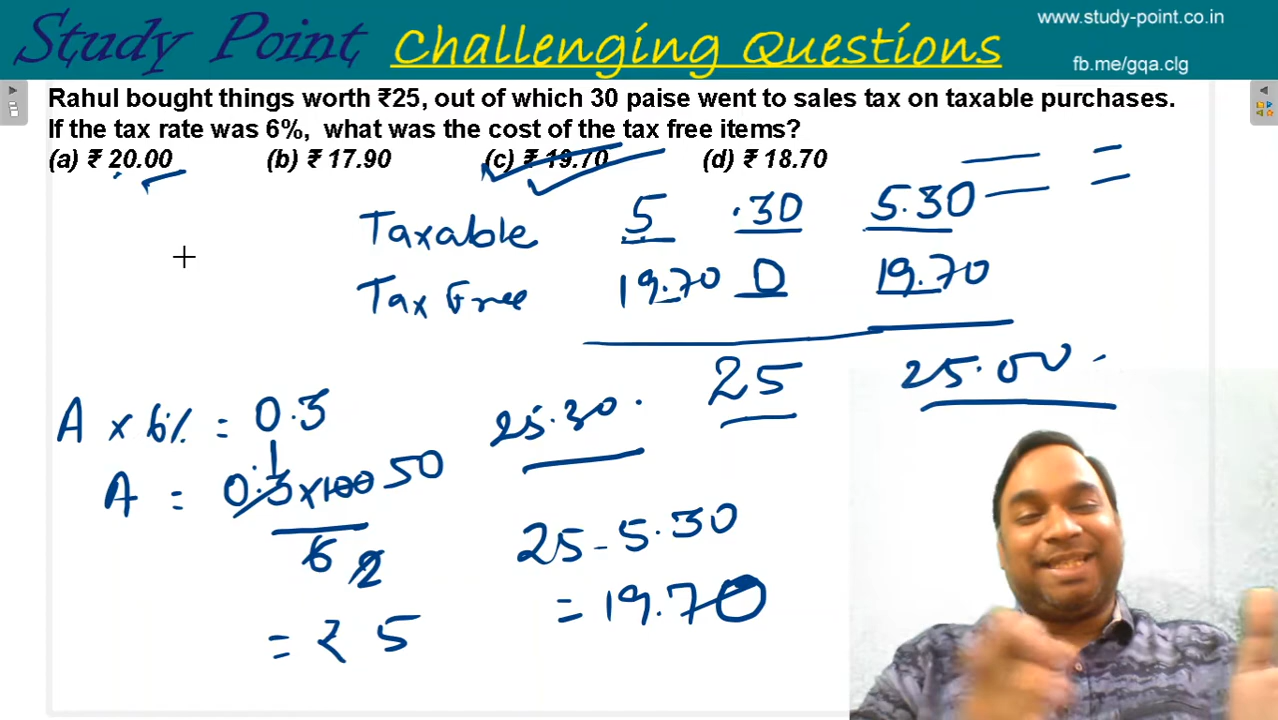 Study Point Challenging Questions
www.study-point.co.in
fb.me/gqa.clg
Rahul bought things worth ₹25, out of which 30 paise went to sales tax on taxable purchases.
If the tax rate was 6%, what was the cost of the tax free items?
(a) ₹ 20.00 (b) ₹ 17.90 (c) ₹ 19.70 (d) ₹ 18.70
Taxable 5 .30 5.30
Tax Free 19.70 0 19.70
25 25.00
A × 6% = 0.3 25.30
A = 0.3×100 50
6 2
25-5.30
= ₹ 5
= 19.70